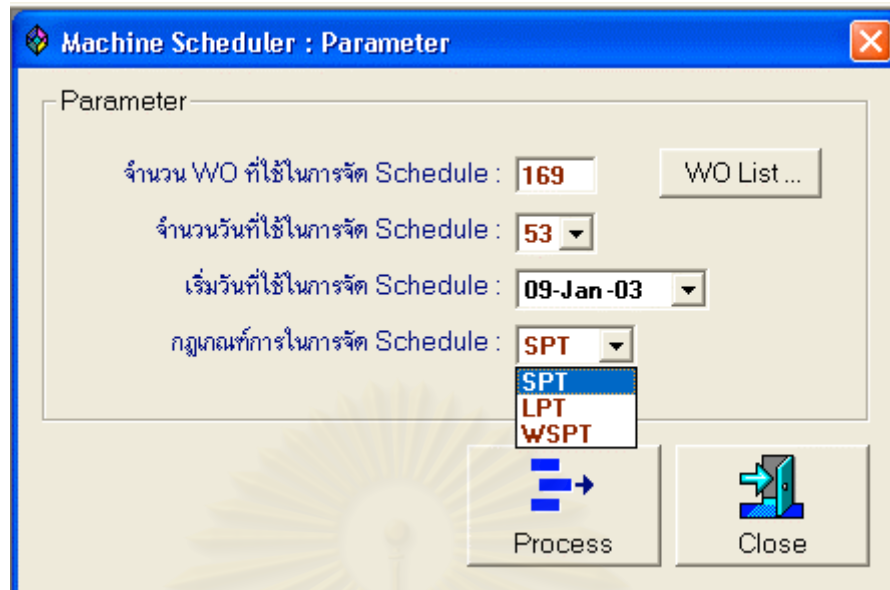 Machine Scheduler : Parameter
Parameter
จำนวน WO ที่ใช้ในการจัด Schedule : 169 WO List ...
จำนวนวันที่ใช้ในการจัด Schedule : 53
เริ่มวันที่ใช้ในการจัด Schedule : 09-Jan-03
กฎเกณฑ์การในการจัด Schedule : SPT
SPT
LPT
WSPT
Process Close